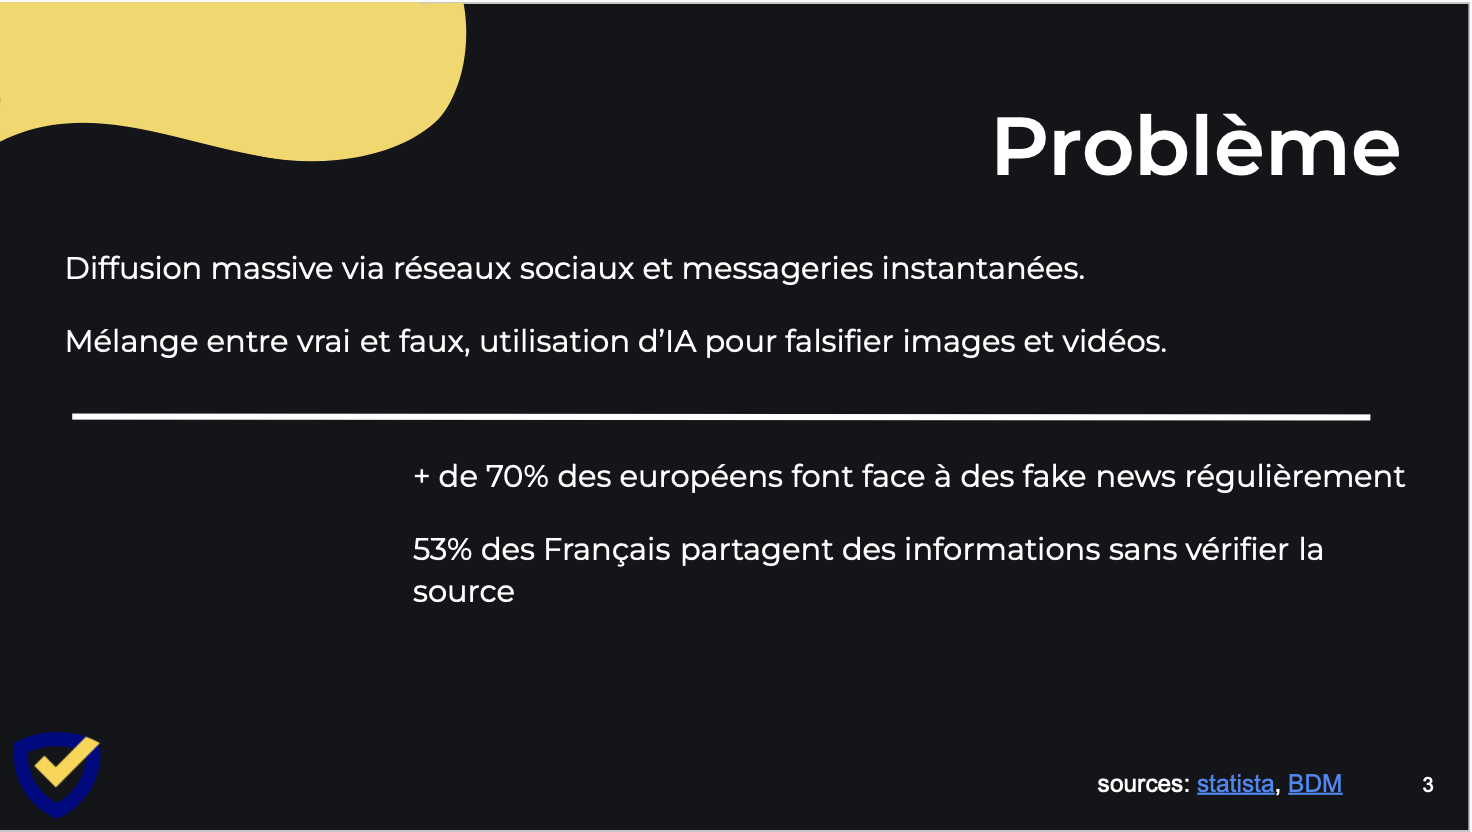 Problème
Diffusion massive via réseaux sociaux et messageries instantanées.
Mélange entre vrai et faux, utilisation d’IA pour falsifier images et vidéos.
+ de 70% des européens font face à des fake news régulièrement
53% des Français partagent des informations sans vérifier la
source
sources: statista, BDM
3